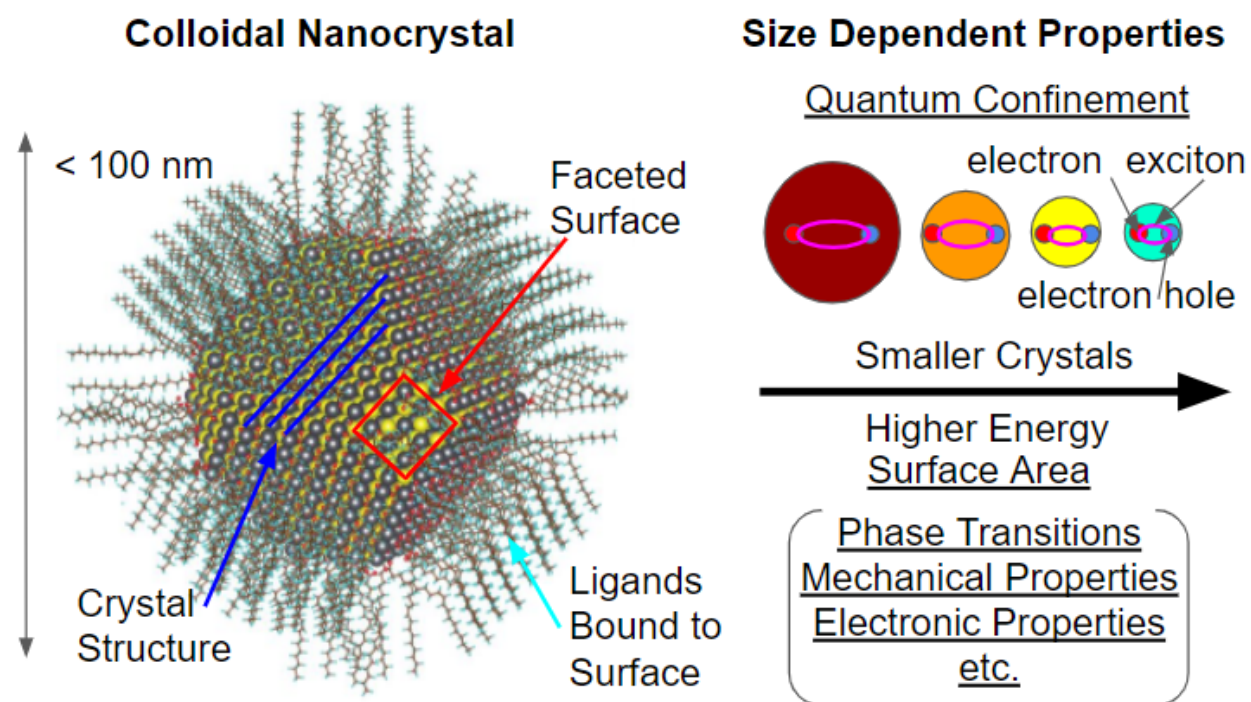 Colloidal Nanocrystal
< 100 nm
Faceted
Surface
Crystal
Structure
Ligands
Bound to
Surface
Size Dependent Properties
Quantum Confinement
electron
exciton
electron hole
Smaller Crystals
Higher Energy
Surface Area
Phase Transitions
Mechanical Properties
Electronic Properties
etc.